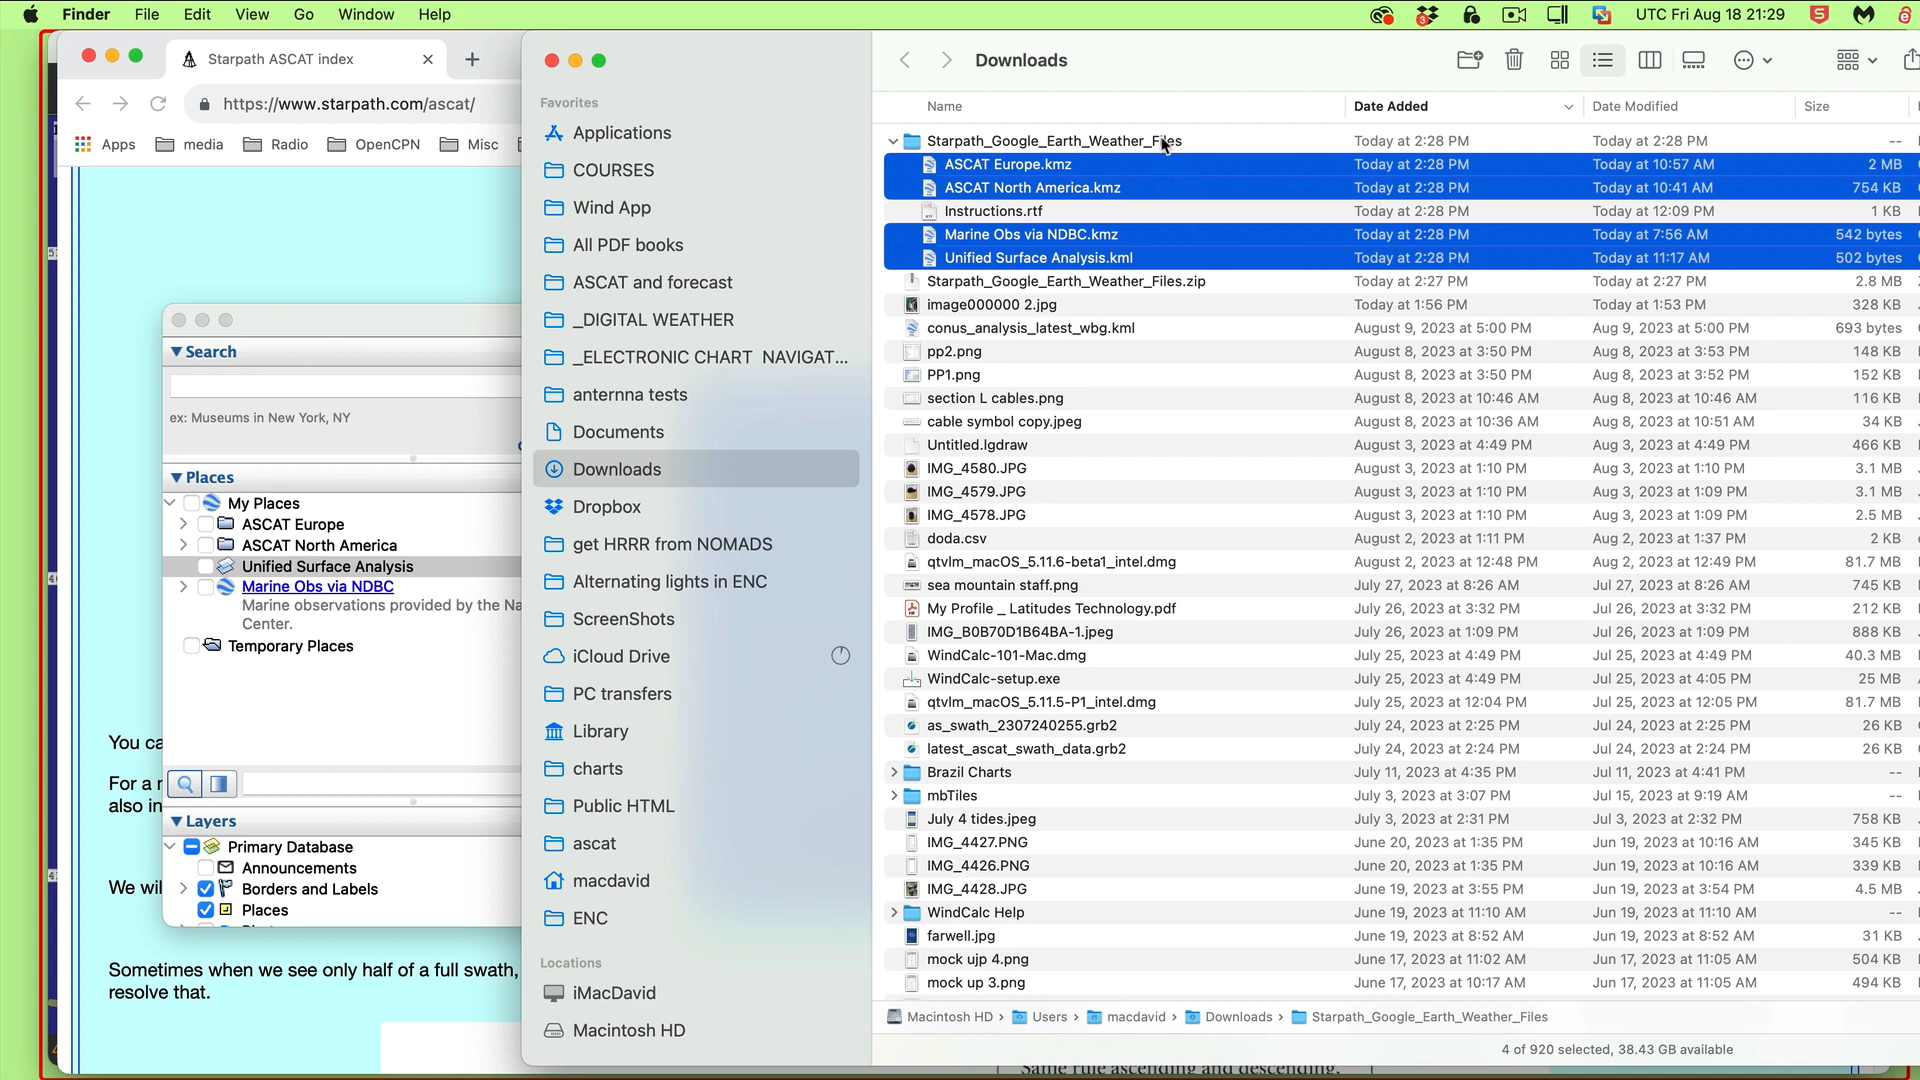 Finder File Edit View Go Window Help
3 UTC Fri Aug 18 21:29
Starpath ASCAT index
https://www.starpath.com/ascat/
Apps media Radio OpenCPN Misc
You ca
For a r
also in
We wil
Sometimes when we see only half of a full swath,
resolve that.
Search
ex: Museums in New York, NY
Places
My Places
ASCAT Europe
ASCAT North America
Unified Surface Analysis
Marine Obs via NDBC
Marine observations provided by the Na
Center.
Temporary Places
Layers
Primary Database
Announcements
Borders and Labels
Places
Favorites
Applications
COURSES
Wind App
All PDF books
ASCAT and forecast
_DIGITAL WEATHER
_ELECTRONIC CHART NAVIGAT...
anternna tests
Documents
Downloads
Dropbox
get HRRR from NOMADS
Alternating lights in ENC
ScreenShots
iCloud Drive
PC transfers
Library
charts
Public HTML
ascat
macdavid
ENC
Locations
iMacDavid
Macintosh HD
Downloads
Name Date Added Date Modified Size
Starpath_Google_Earth_Weather_Files Today at 2:28 PM Today at 2:28 PM --
ASCAT Europe.kmz Today at 2:28 PM Today at 10:57 AM 2 MB
ASCAT North America.kmz Today at 2:28 PM Today at 10:41 AM 754 KB
Instructions.rtf Today at 2:28 PM Today at 12:09 PM 1 KB
Marine Obs via NDBC.kmz Today at 2:28 PM Today at 7:56 AM 542 bytes
Unified Surface Analysis.kml Today at 2:28 PM Today at 11:17 AM 502 bytes
Starpath_Google_Earth_Weather_Files.zip Today at 2:27 PM Today at 2:27 PM 2.8 MB
image000000 2.jpg Today at 1:56 PM Today at 1:53 PM 328 KB
conus_analysis_latest_wbg.kml August 9, 2023 at 5:00 PM Aug 9, 2023 at 5:00 PM 693 bytes
pp2.png August 8, 2023 at 3:50 PM Aug 8, 2023 at 3:53 PM 148 KB
PP1.png August 8, 2023 at 3:50 PM Aug 8, 2023 at 3:52 PM 152 KB
section L cables.png August 8, 2023 at 10:46 AM Aug 8, 2023 at 10:46 AM 116 KB
cable symbol copy.jpeg August 8, 2023 at 10:36 AM Aug 8, 2023 at 10:51 AM 34 KB
Untitled.lgdraw August 3, 2023 at 4:49 PM Aug 3, 2023 at 4:49 PM 466 KB
IMG_4580.JPG August 3, 2023 at 1:10 PM Aug 3, 2023 at 1:10 PM 3.1 MB
IMG_4579.JPG August 3, 2023 at 1:10 PM Aug 3, 2023 at 1:09 PM 3.1 MB
IMG_4578.JPG August 3, 2023 at 1:10 PM Aug 3, 2023 at 1:09 PM 2.5 MB
doda.csv August 2, 2023 at 1:11 PM Aug 2, 2023 at 1:37 PM 2 KB
qtvlm_macOS_5.11.6-beta1_intel.dmg August 2, 2023 at 12:48 PM Aug 2, 2023 at 12:49 PM 81.7 MB
sea mountain staff.png July 27, 2023 at 8:26 AM Jul 27, 2023 at 8:26 AM 745 KB
My Profile _ Latitudes Technology.pdf July 26, 2023 at 3:32 PM Jul 26, 2023 at 3:32 PM 212 KB
IMG_B0B70D1B64BA-1.jpeg July 26, 2023 at 1:09 PM Jul 26, 2023 at 1:09 PM 888 KB
WindCalc-101-Mac.dmg July 25, 2023 at 4:49 PM Jul 25, 2023 at 4:49 PM 40.3 MB
WindCalc-setup.exe July 25, 2023 at 4:49 PM Jul 25, 2023 at 4:05 PM 25 MB
qtvlm_macOS_5.11.5-P1_intel.dmg July 25, 2023 at 12:04 PM Jul 25, 2023 at 12:05 PM 81.7 MB
as_swath_2307240255.grb2 July 24, 2023 at 2:25 PM Jul 24, 2023 at 2:25 PM 26 KB
latest_ascat_swath_data.grb2 July 24, 2023 at 2:24 PM Jul 24, 2023 at 2:24 PM 26 KB
Brazil Charts July 11, 2023 at 4:35 PM Jul 11, 2023 at 4:41 PM --
mbTiles July 3, 2023 at 3:07 PM Jul 15, 2023 at 9:19 AM --
July 4 tides.jpeg July 3, 2023 at 2:31 PM Jul 3, 2023 at 2:32 PM 758 KB
IMG_4427.PNG June 20, 2023 at 1:35 PM Jun 19, 2023 at 10:16 AM 345 KB
IMG_4426.PNG June 20, 2023 at 1:35 PM Jun 19, 2023 at 10:16 AM 339 KB
IMG_4428.JPG June 19, 2023 at 3:55 PM Jun 19, 2023 at 3:54 PM 4.5 MB
WindCalc Help June 19, 2023 at 11:10 AM Jun 19, 2023 at 11:10 AM --
farwell.jpg June 19, 2023 at 8:52 AM Jun 19, 2023 at 8:52 AM 31 KB
mock ujp 4.png June 17, 2023 at 11:02 AM Jun 17, 2023 at 11:05 AM 504 KB
mock up 3.png June 17, 2023 at 10:17 AM Jun 17, 2023 at 11:05 AM 494 KB
Macintosh HD › Users › macdavid › Downloads › Starpath_Google_Earth_Weather_Files
4 of 920 selected, 38.43 GB available
Same rule ascending and descending,